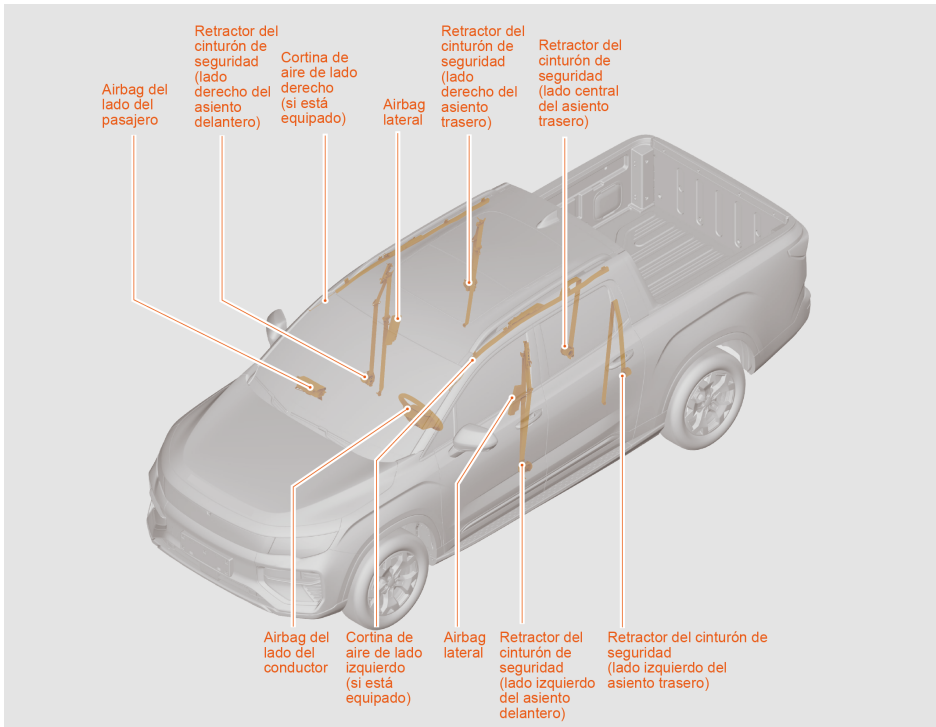 Airbag del
lado del
pasajero
Retractor del
cinturón de
seguridad
(lado
derecho del
asiento
delantero)
Cortina de
aire de lado
derecho
(si está
equipado)
Airbag
lateral
Retractor del
cinturón de
seguridad
(lado
derecho del
asiento
trasero)
Retractor del
cinturón de
seguridad
(lado central
del asiento
trasero)
Airbag del
lado del
conductor
Cortina de
aire de lado
izquierdo
(si está
equipado)
Airbag
lateral
Retractor del
cinturón de
seguridad
(lado izquierdo
del asiento
delantero)
Retractor del cinturón de
seguridad
(lado izquierdo del
asiento trasero)